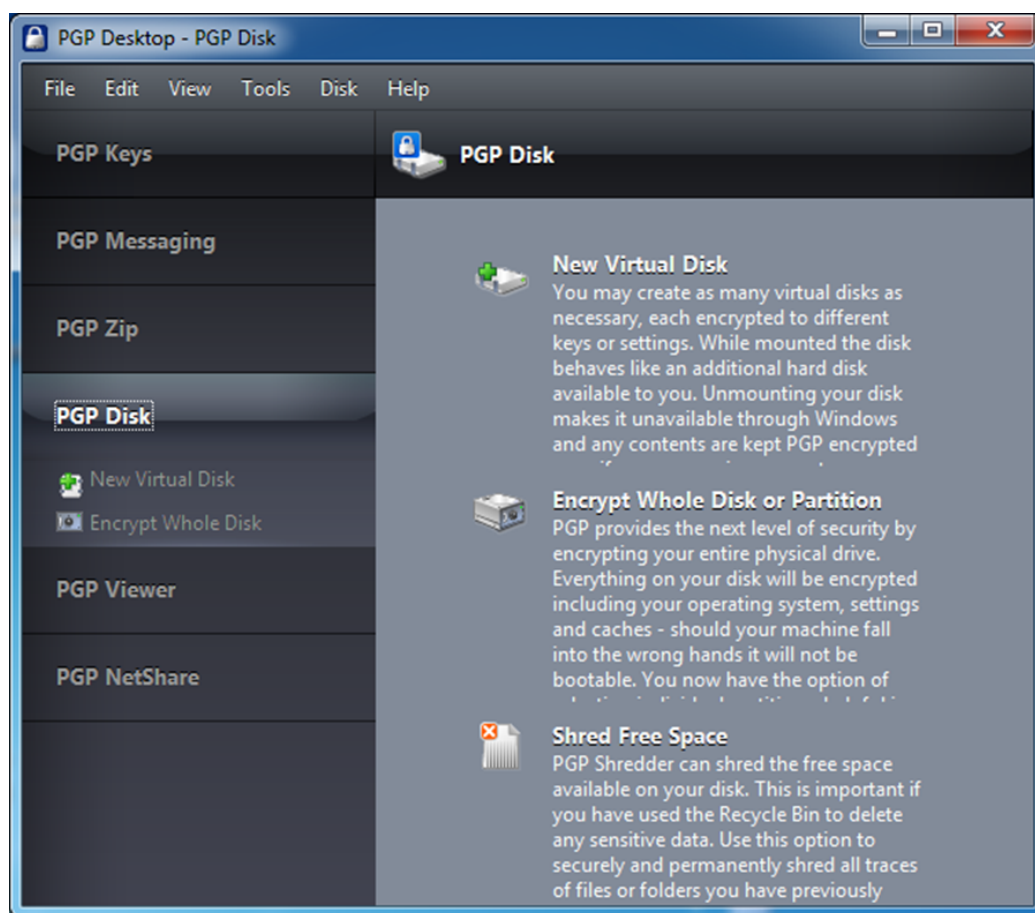 PGP Desktop - PGP Disk
File Edit View Tools Disk Help
PGP Keys
PGP Messaging
PGP Zip
PGP Disk
New Virtual Disk
Encrypt Whole Disk
PGP Viewer
PGP NetShare
PGP Disk
New Virtual Disk
You may create as many virtual disks as
necessary, each encrypted to different
keys or settings. While mounted the disk
behaves like an additional hard disk
available to you. Unmounting your disk
makes it unavailable through Windows
and any contents are kept PGP encrypted
Encrypt Whole Disk or Partition
PGP provides the next level of security by
encrypting your entire physical drive.
Everything on your disk will be encrypted
including your operating system, settings
and caches - should your machine fall
into the wrong hands it will not be
bootable. You now have the option of
Shred Free Space
PGP Shredder can shred the free space
available on your disk. This is important if
you have used the Recycle Bin to delete
any sensitive data. Use this option to
securely and permanently shred all traces
of files or folders you have previously